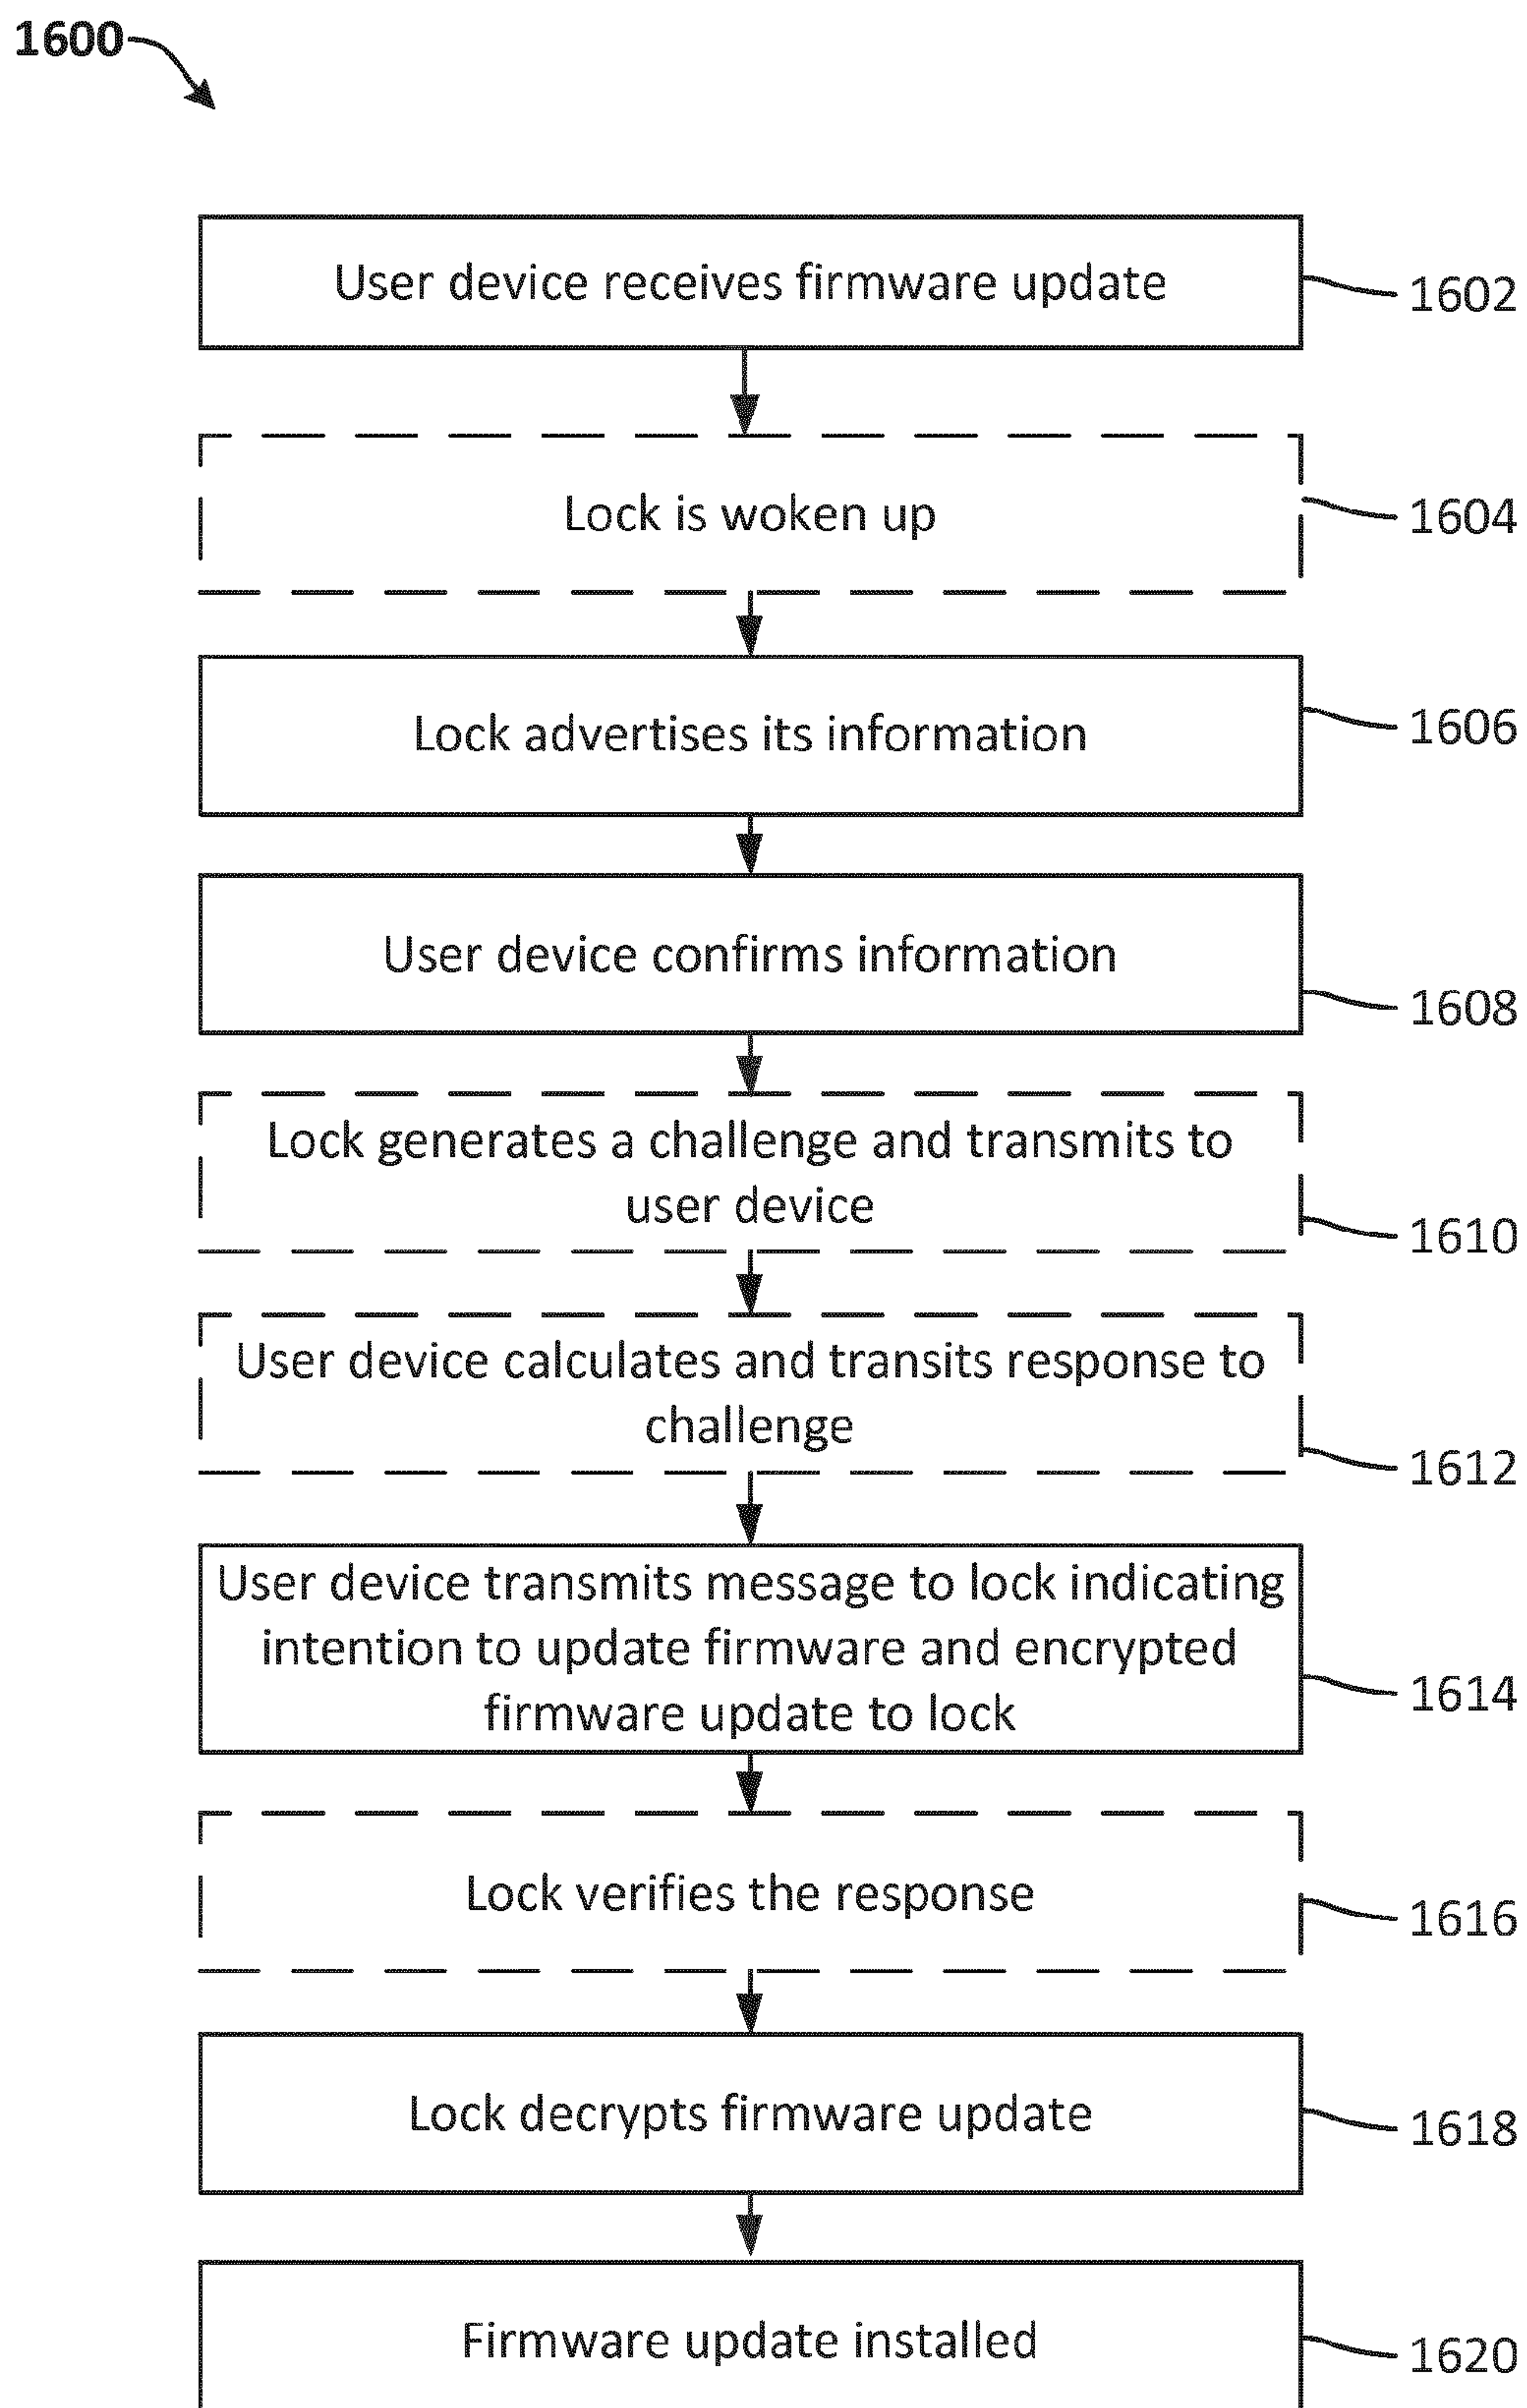 1600
User device receives firmware update
1602
Lock is woken up
1604
Lock advertises its information
1606
User device confirms information
1608
Lock generates a challenge and transmits to
user device
1610
User device calculates and transits response to
challenge
1612
User device transmits message to lock indicating
intention to update firmware and encrypted
firmware update to lock
1614
Lock verifies the response
1616
Lock decrypts firmware update
1618
Firmware update installed
1620